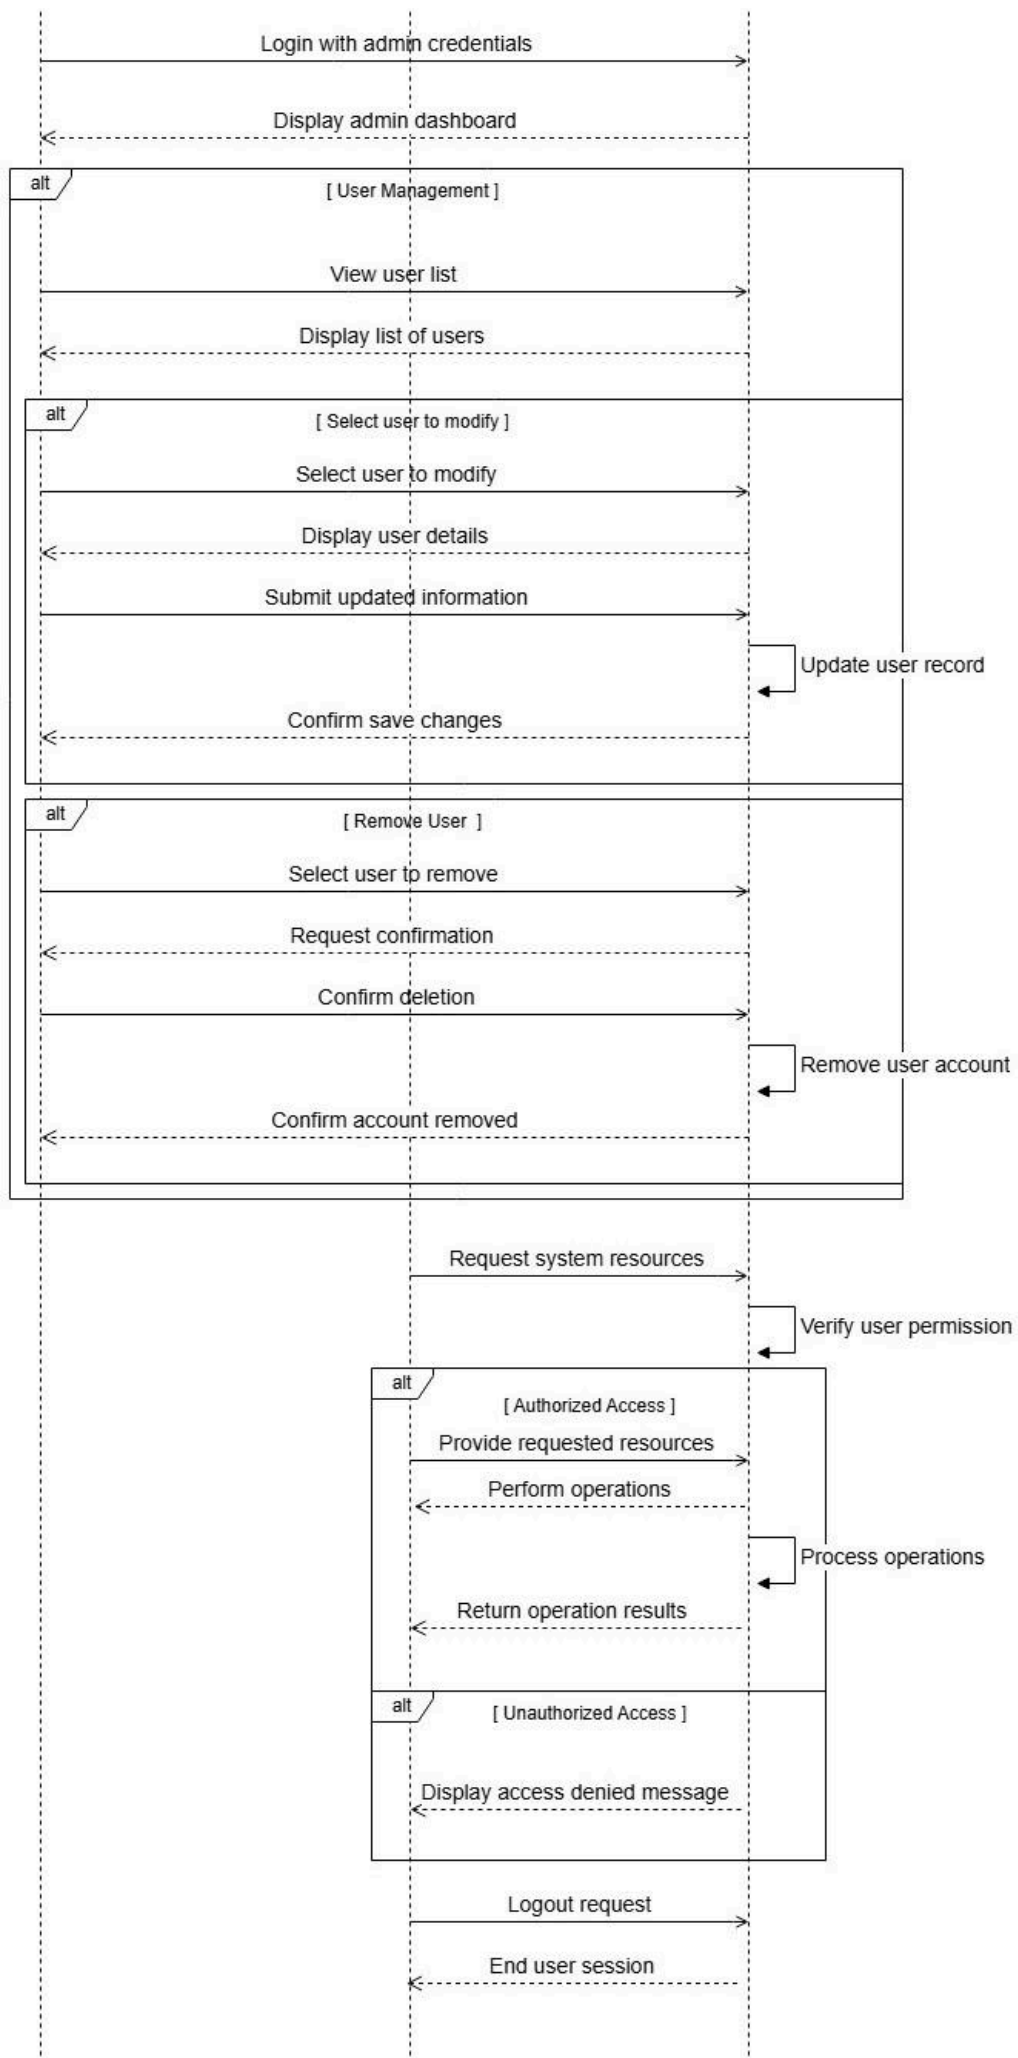 Login with admin credentials
Display admin dashboard
alt
[ User Management ]
View user list
Display list of users
alt
[ Select user to modify ]
Select user to modify
Display user details
Submit updated information
Update user record
Confirm save changes
alt
[ Remove User ]
Select user to remove
Request confirmation
Confirm deletion
Remove user account
Confirm account removed
Request system resources
Verify user permission
alt
[ Authorized Access ]
Provide requested resources
Perform operations
Process operations
Return operation results
alt
[ Unauthorized Access ]
Display access denied message
Logout request
End user session